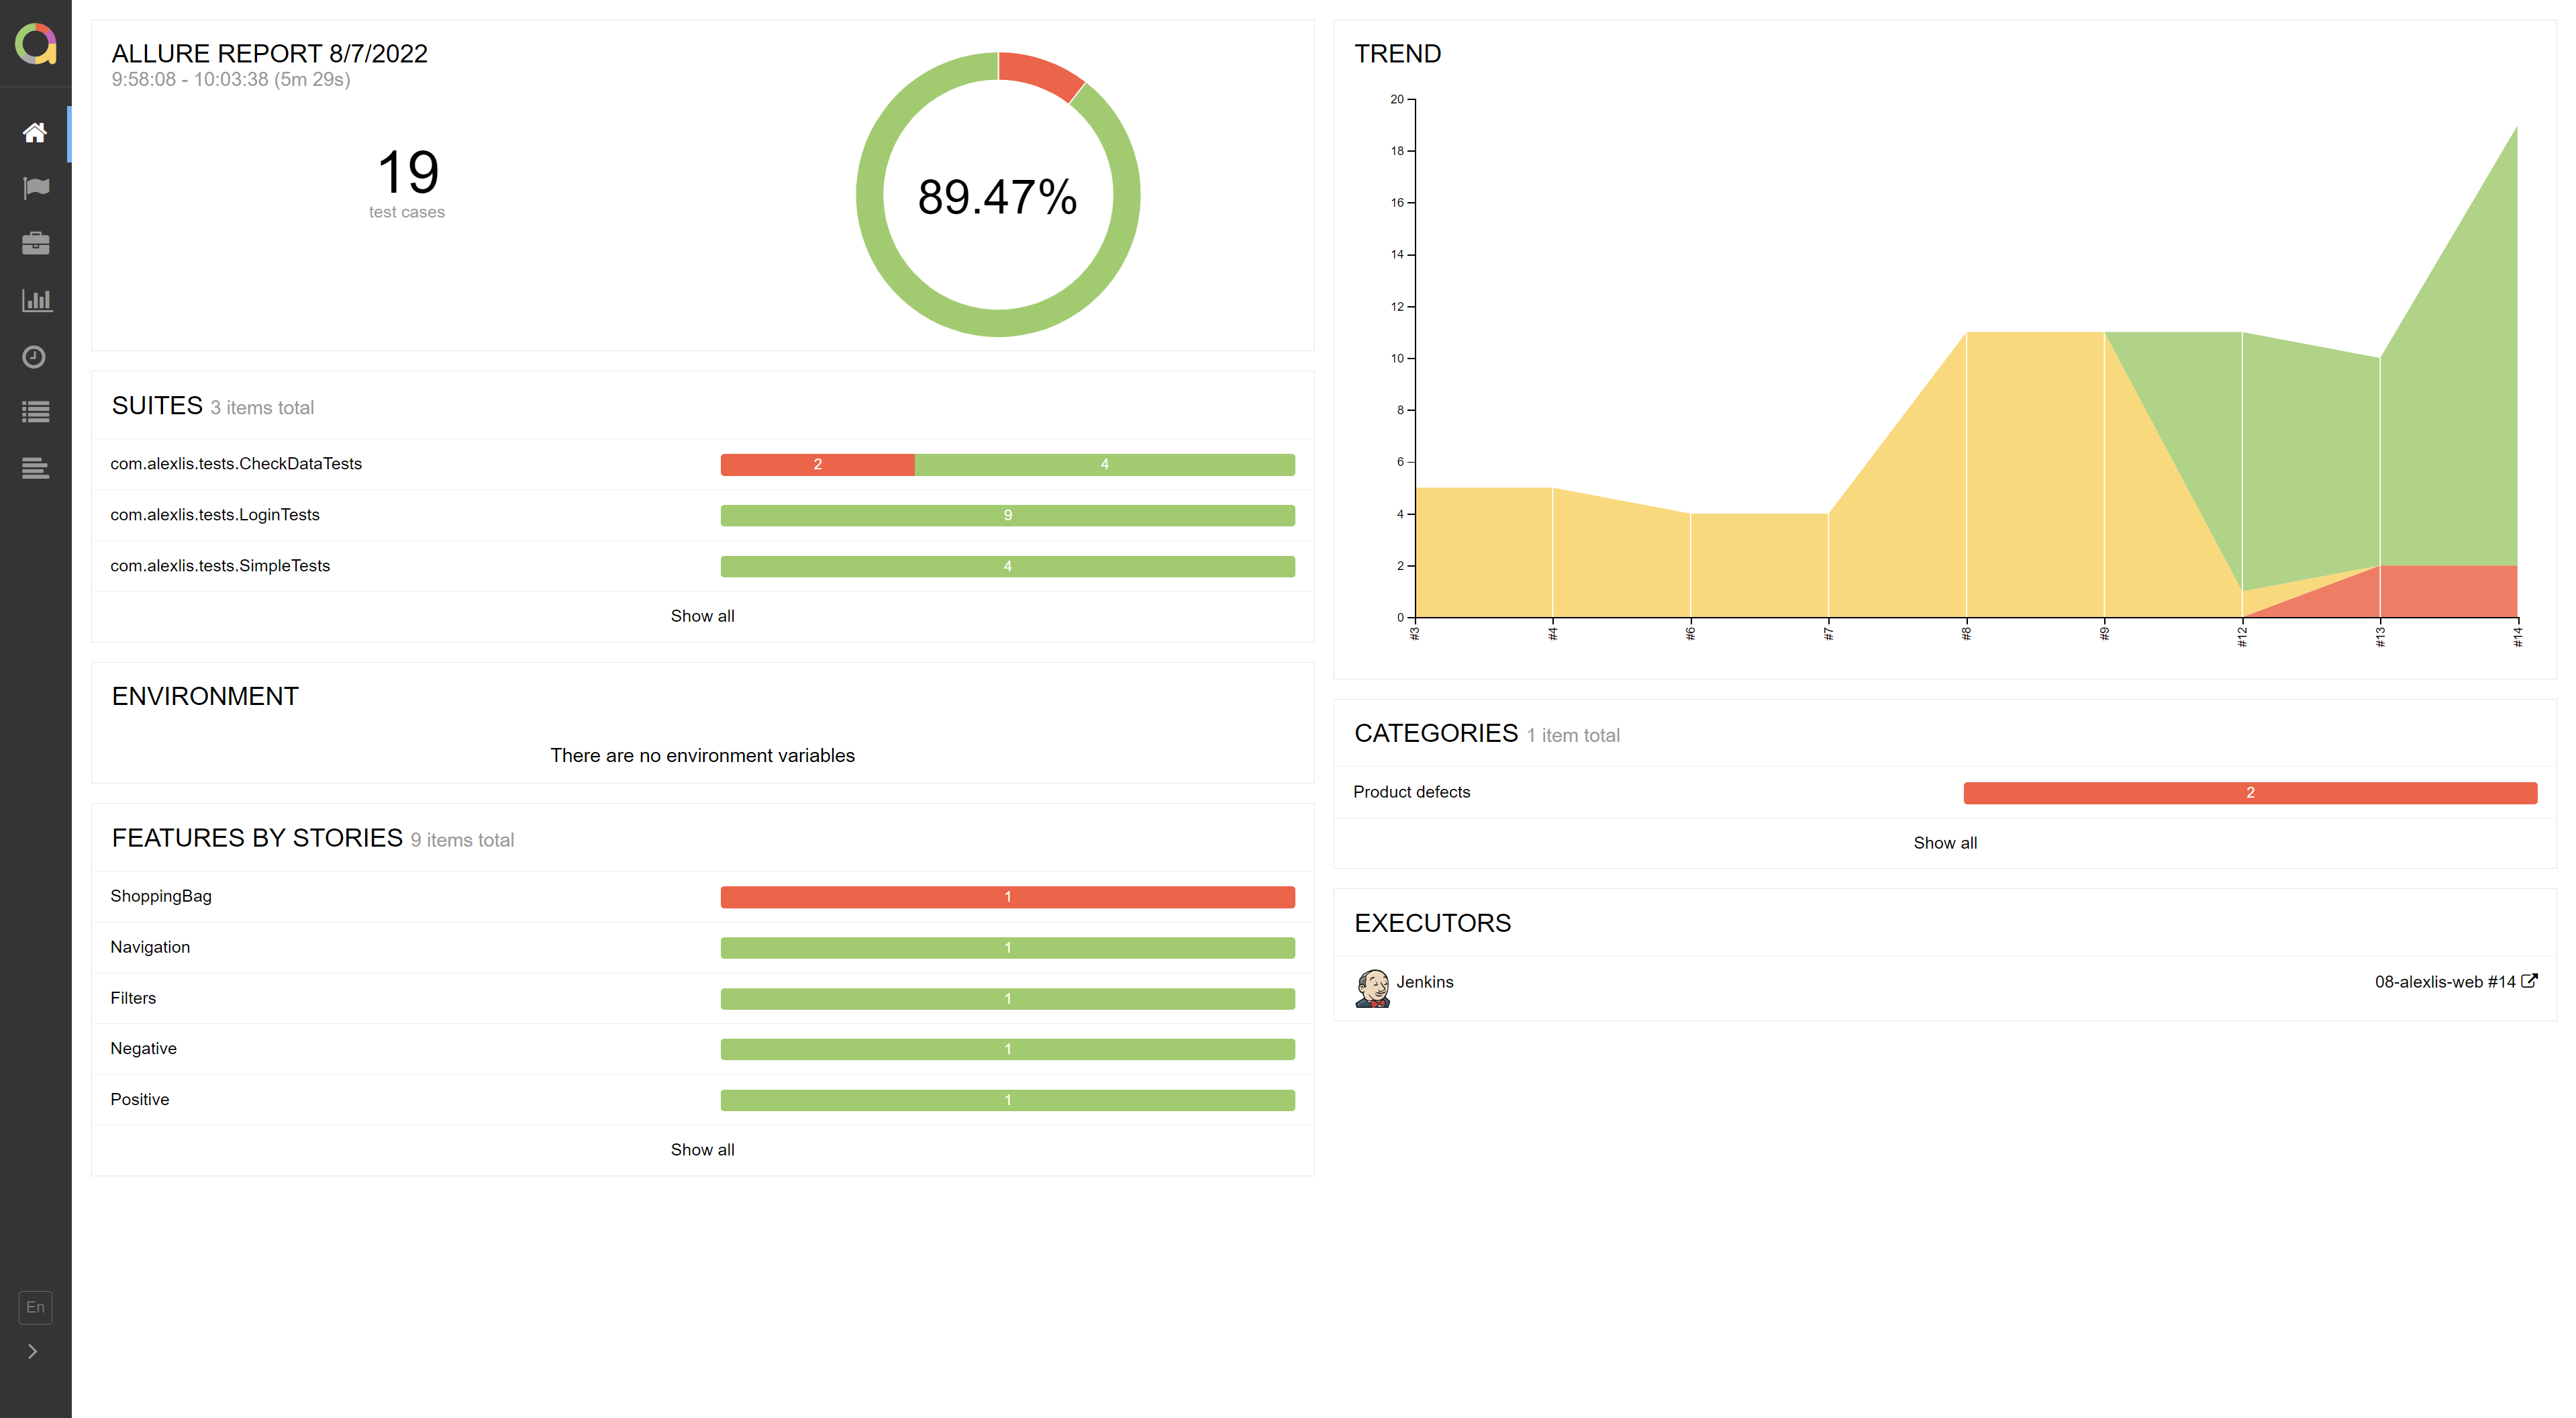 ALLURE REPORT 8/7/2022
9:58:08 - 10:03:38 (5m 29s)
19
test cases
89.47%
SUITES 3 items total
com.alexlis.tests.CheckDataTests 2 4
com.alexlis.tests.LoginTests 9
com.alexlis.tests.SimpleTests 4
Show all
ENVIRONMENT
There are no environment variables
FEATURES BY STORIES 9 items total
ShoppingBag 1
Navigation 1
Filters 1
Negative 1
Positive 1
Show all
TREND
20
18
16
14
12
10
8
6
4
2
0
#3 #4 #6 #7 #8 #9 #12 #13 #14
CATEGORIES 1 item total
Product defects 2
Show all
EXECUTORS
Jenkins 08-alexlis-web #14
En